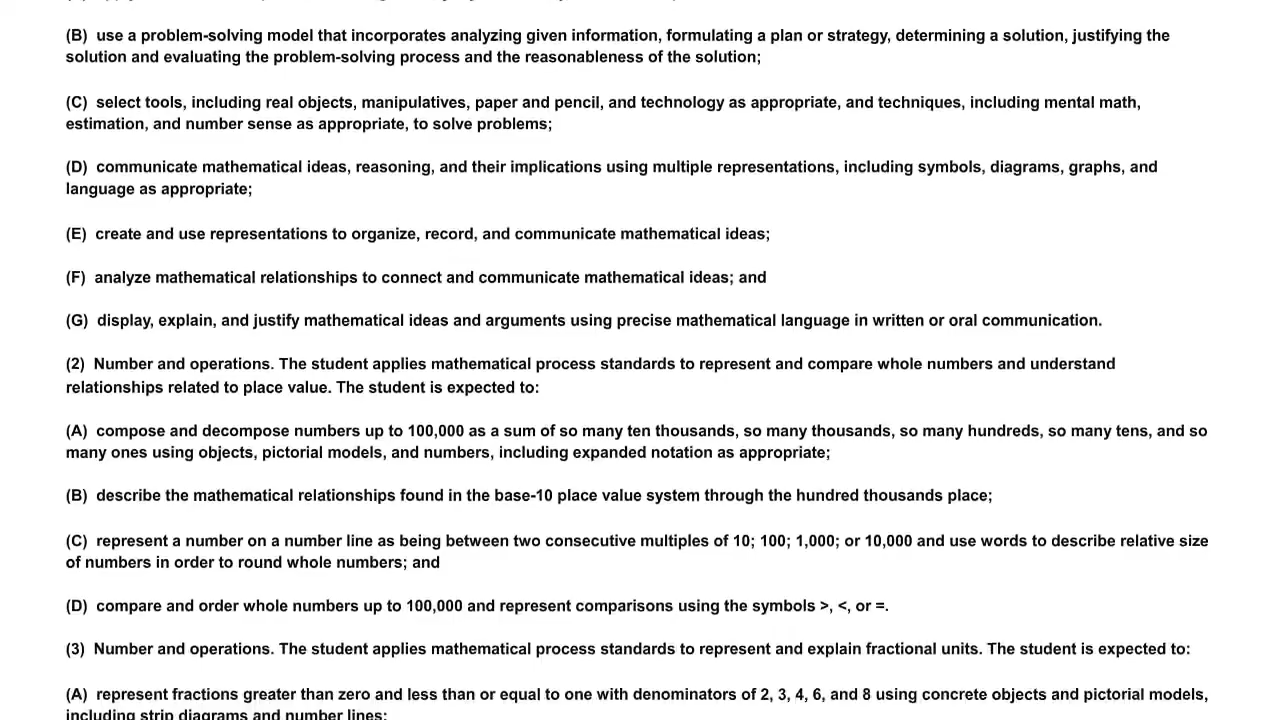 (B)  use a problem-solving model that incorporates analyzing given information, formulating a plan or strategy, determining a solution, justifying the
solution and evaluating the problem-solving process and the reasonableness of the solution;
(C)  select tools, including real objects, manipulatives, paper and pencil, and technology as appropriate, and techniques, including mental math,
estimation, and number sense as appropriate, to solve problems;
(D)  communicate mathematical ideas, reasoning, and their implications using multiple representations, including symbols, diagrams, graphs, and
language as appropriate;
(E)  create and use representations to organize, record, and communicate mathematical ideas;
(F)  analyze mathematical relationships to connect and communicate mathematical ideas; and
(G)  display, explain, and justify mathematical ideas and arguments using precise mathematical language in written or oral communication.
(2)  Number and operations. The student applies mathematical process standards to represent and compare whole numbers and understand
relationships related to place value. The student is expected to:
(A)  compose and decompose numbers up to 100,000 as a sum of so many ten thousands, so many thousands, so many hundreds, so many tens, and so
many ones using objects, pictorial models, and numbers, including expanded notation as appropriate;
(B)  describe the mathematical relationships found in the base-10 place value system through the hundred thousands place;
(C)  represent a number on a number line as being between two consecutive multiples of 10; 100; 1,000; or 10,000 and use words to describe relative size
of numbers in order to round whole numbers; and
(D)  compare and order whole numbers up to 100,000 and represent comparisons using the symbols >, <, or =.
(3)  Number and operations. The student applies mathematical process standards to represent and explain fractional units. The student is expected to:
(A)  represent fractions greater than zero and less than or equal to one with denominators of 2, 3, 4, 6, and 8 using concrete objects and pictorial models,
including strip diagrams and number lines;